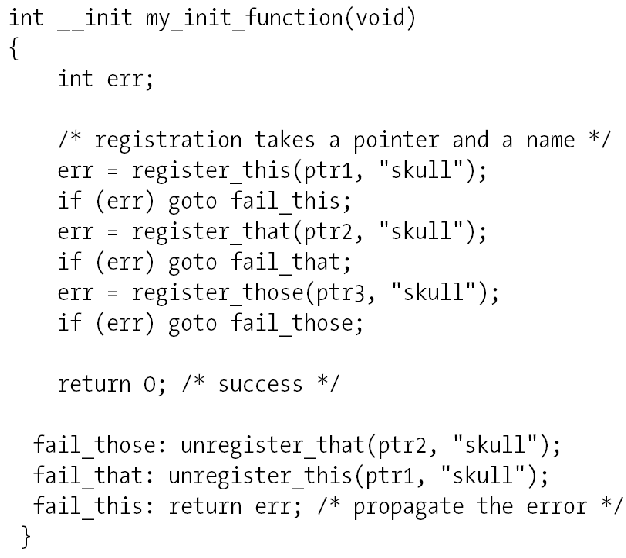 int __init my_init_function(void)
{
    int err;

    /* registration takes a pointer and a name */
    err = register_this(ptr1, "skull");
    if (err) goto fail_this;
    err = register_that(ptr2, "skull");
    if (err) goto fail_that;
    err = register_those(ptr3, "skull");
    if (err) goto fail_those;

    return 0; /* success */

  fail_those: unregister_that(ptr2, "skull");
  fail_that: unregister_this(ptr1, "skull");
  fail_this: return err; /* propagate the error */
 }